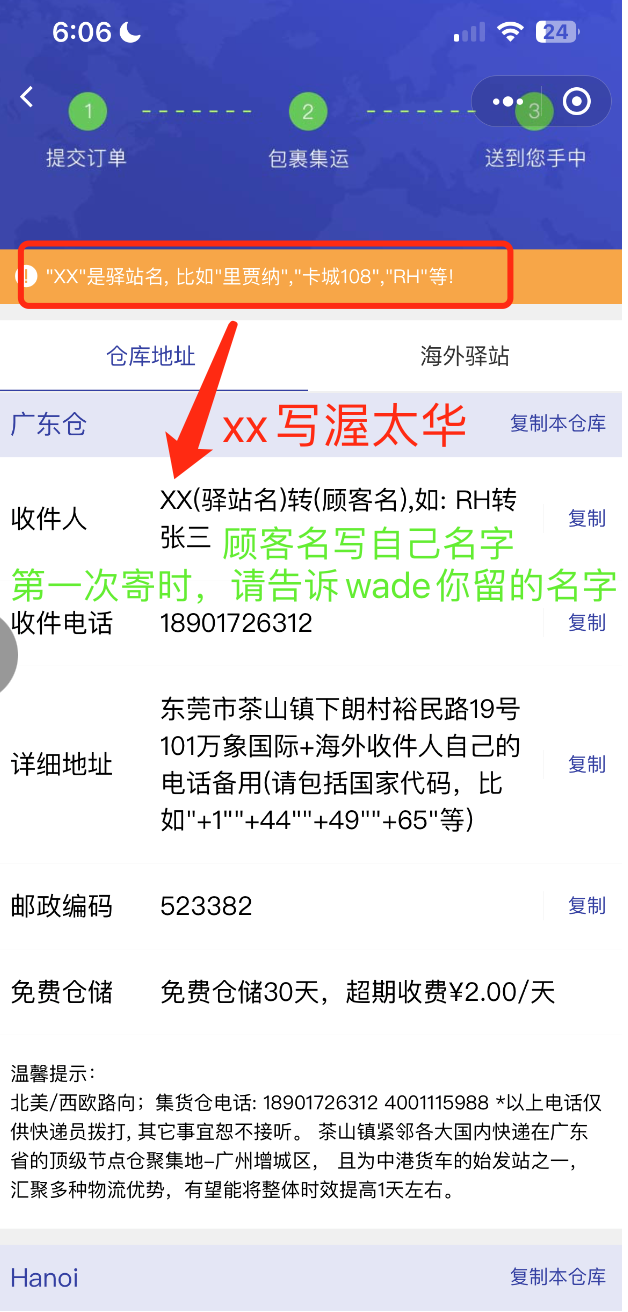 6:06
24
1
2
3
提交订单
包裹集运
送到您手中
"XX"是驿站名, 比如"里贾纳","卡城108","RH"等!
仓库地址
海外驿站
广东仓
xx写渥太华
复制本仓库
收件人
XX(驿站名)转(顾客名),如: RH转
张三
复制
顾客名写自己名字
第一次寄时，请告诉wade你留的名字
收件电话
18901726312
复制
详细地址
东莞市茶山镇下朗村裕民路19号
101万象国际+海外收件人自己的
电话备用(请包括国家代码，比
如"+1""+44""+49""+65"等)
复制
邮政编码
523382
复制
免费仓储
免费仓储30天，超期收费¥2.00/天
温馨提示：
北美/西欧路向；集货仓电话: 18901726312 4001115988 *以上电话仅
供快递员拨打, 其它事宜恕不接听。 茶山镇紧邻各大国内快递在广东
省的顶级节点仓聚集地–广州增城区， 且为中港货车的始发站之一，
汇聚多种物流优势，有望能将整体时效提高1天左右。
Hanoi
复制本仓库